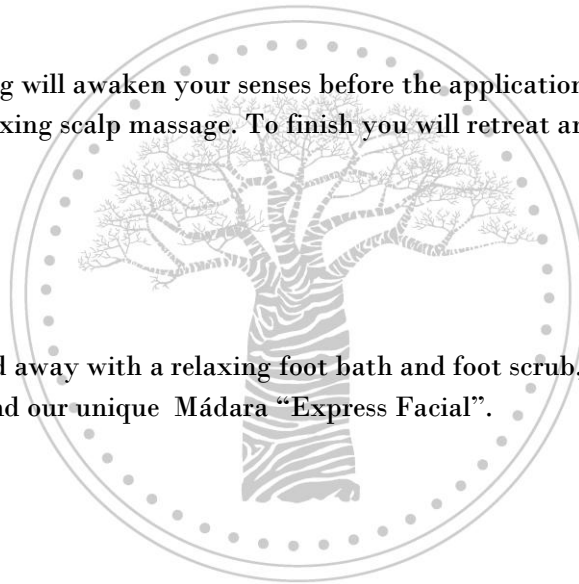 g will awaken your senses before the application
xing scalp massage. To finish you will retreat an
d away with a relaxing foot bath and foot scrub,
nd our unique Mádara “Express Facial”.